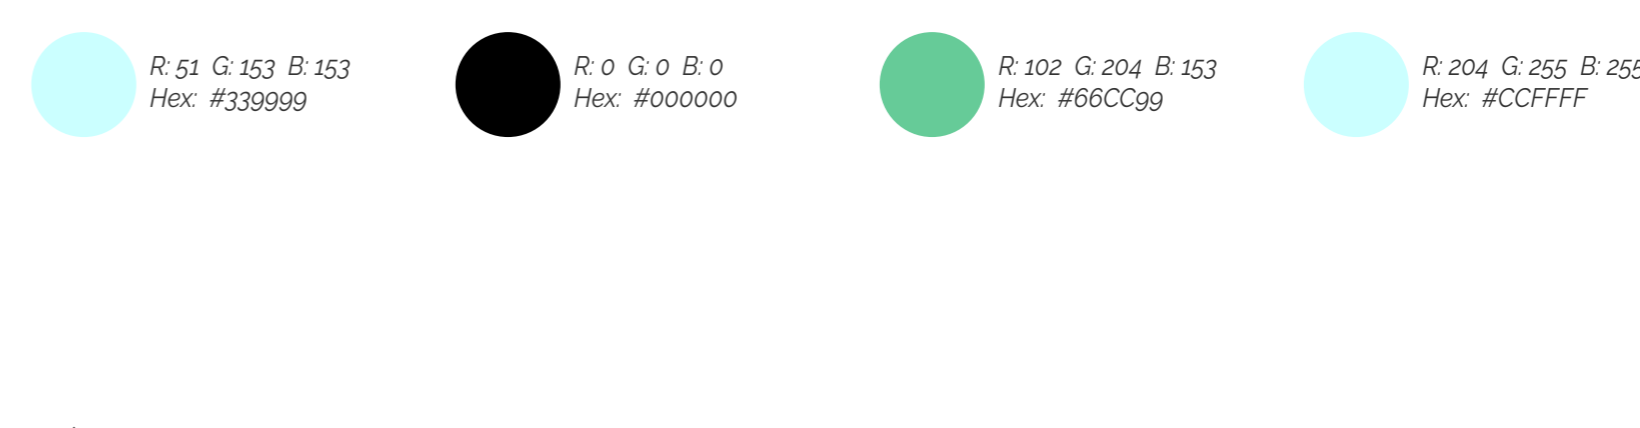 R: 51 G: 153 B: 153
Hex: #339999
R: 0 G: 0 B: 0
Hex: #000000
R: 102 G: 204 B: 153
Hex: #66CC99
R: 204 G: 255 B: 255
Hex: #CCFFFF